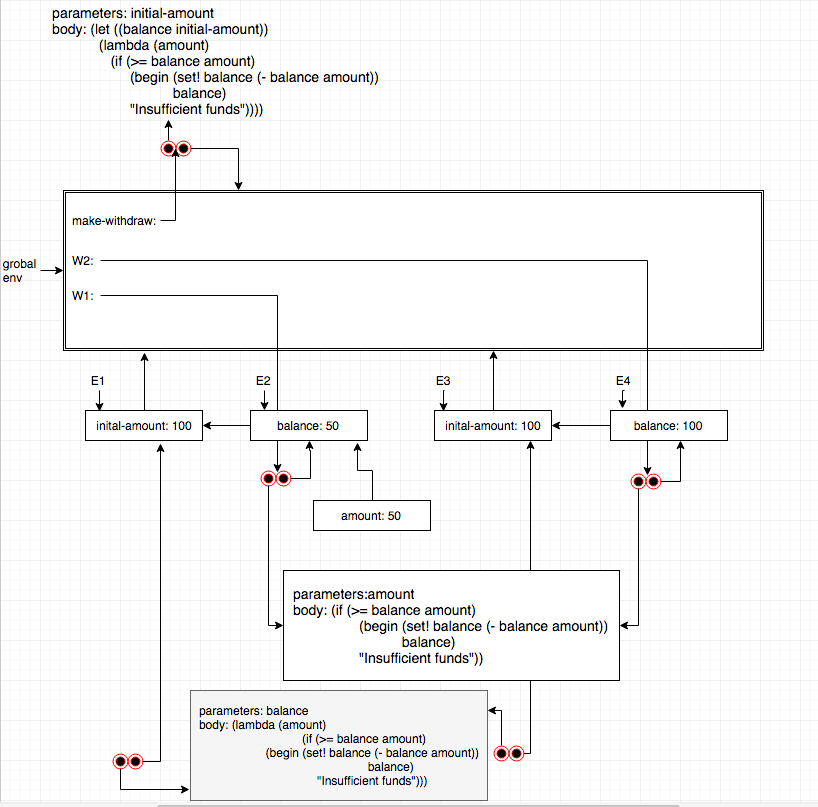 parameters: initial-amount
body: (let ((balance initial-amount))
(lambda (amount)
(if (>= balance amount)
(begin (set! balance (- balance amount))
balance)
"Insufficient funds"))))
make-withdraw:
grobal
env
W2:
W1:
E1
E2
E3
E4
inital-amount: 100
balance: 50
inital-amount: 100
balance: 100
amount: 50
parameters:amount
body: (if (>= balance amount)
(begin (set! balance (- balance amount))
balance)
"Insufficient funds"))
parameters: balance
body: (lambda (amount)
(if (>= balance amount)
(begin (set! balance (- balance amount))
balance)
"Insufficient funds")))